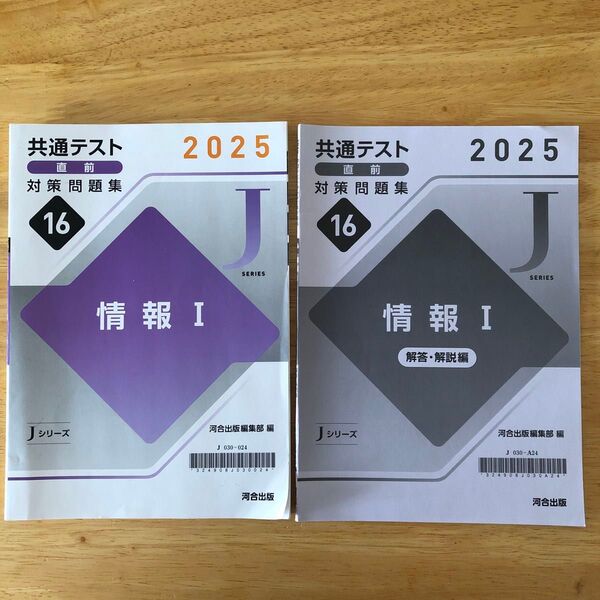 共通テスト
直前
対策問題集
2025
16
J
SERIES
情報Ⅰ
Jシリーズ
河合出版編集部 編
J 030-024
*324908J030024*
河合出版
共通テスト
直前
対策問題集
2025
16
J
SERIES
情報Ⅰ
解答・解説編
Jシリーズ
河合出版編集部 編
J 030-A24
*324908J030A24*
河合出版